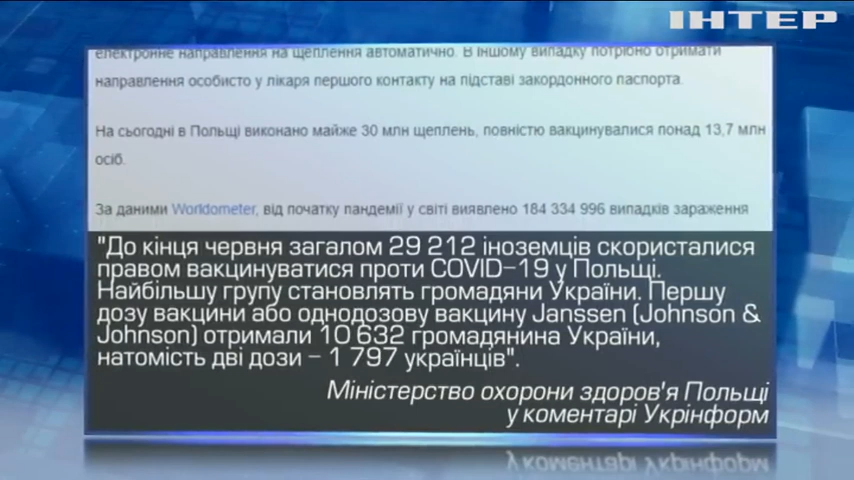 ІНТЕР
електронне направлення на щеплення автоматично. В іншому випадку потрібно отримати
направлення особисто у лікаря першого контакту на підставі закордонного паспорта.
На сьогодні в Польщі виконано майже 30 млн щеплень, повністю вакцинувалися понад 13,7 млн
осіб.
За даними Worldometer, від початку пандемії у світі виявлено 184 334 996 випадків зараження
"До кінця червня загалом 29 212 іноземців скористалися
правом вакцинуватися проти COVID-19 у Польщі.
Найбільшу групу становлять громадяни України. Першу
дозу вакцини або однодозову вакцину Janssen (Johnson &
Johnson) отримали 10 632 громадянина України,
натомість дві дози – 1 797 українців".
Міністерство охорони здоров'я Польщі
у коментарі Укрінформ